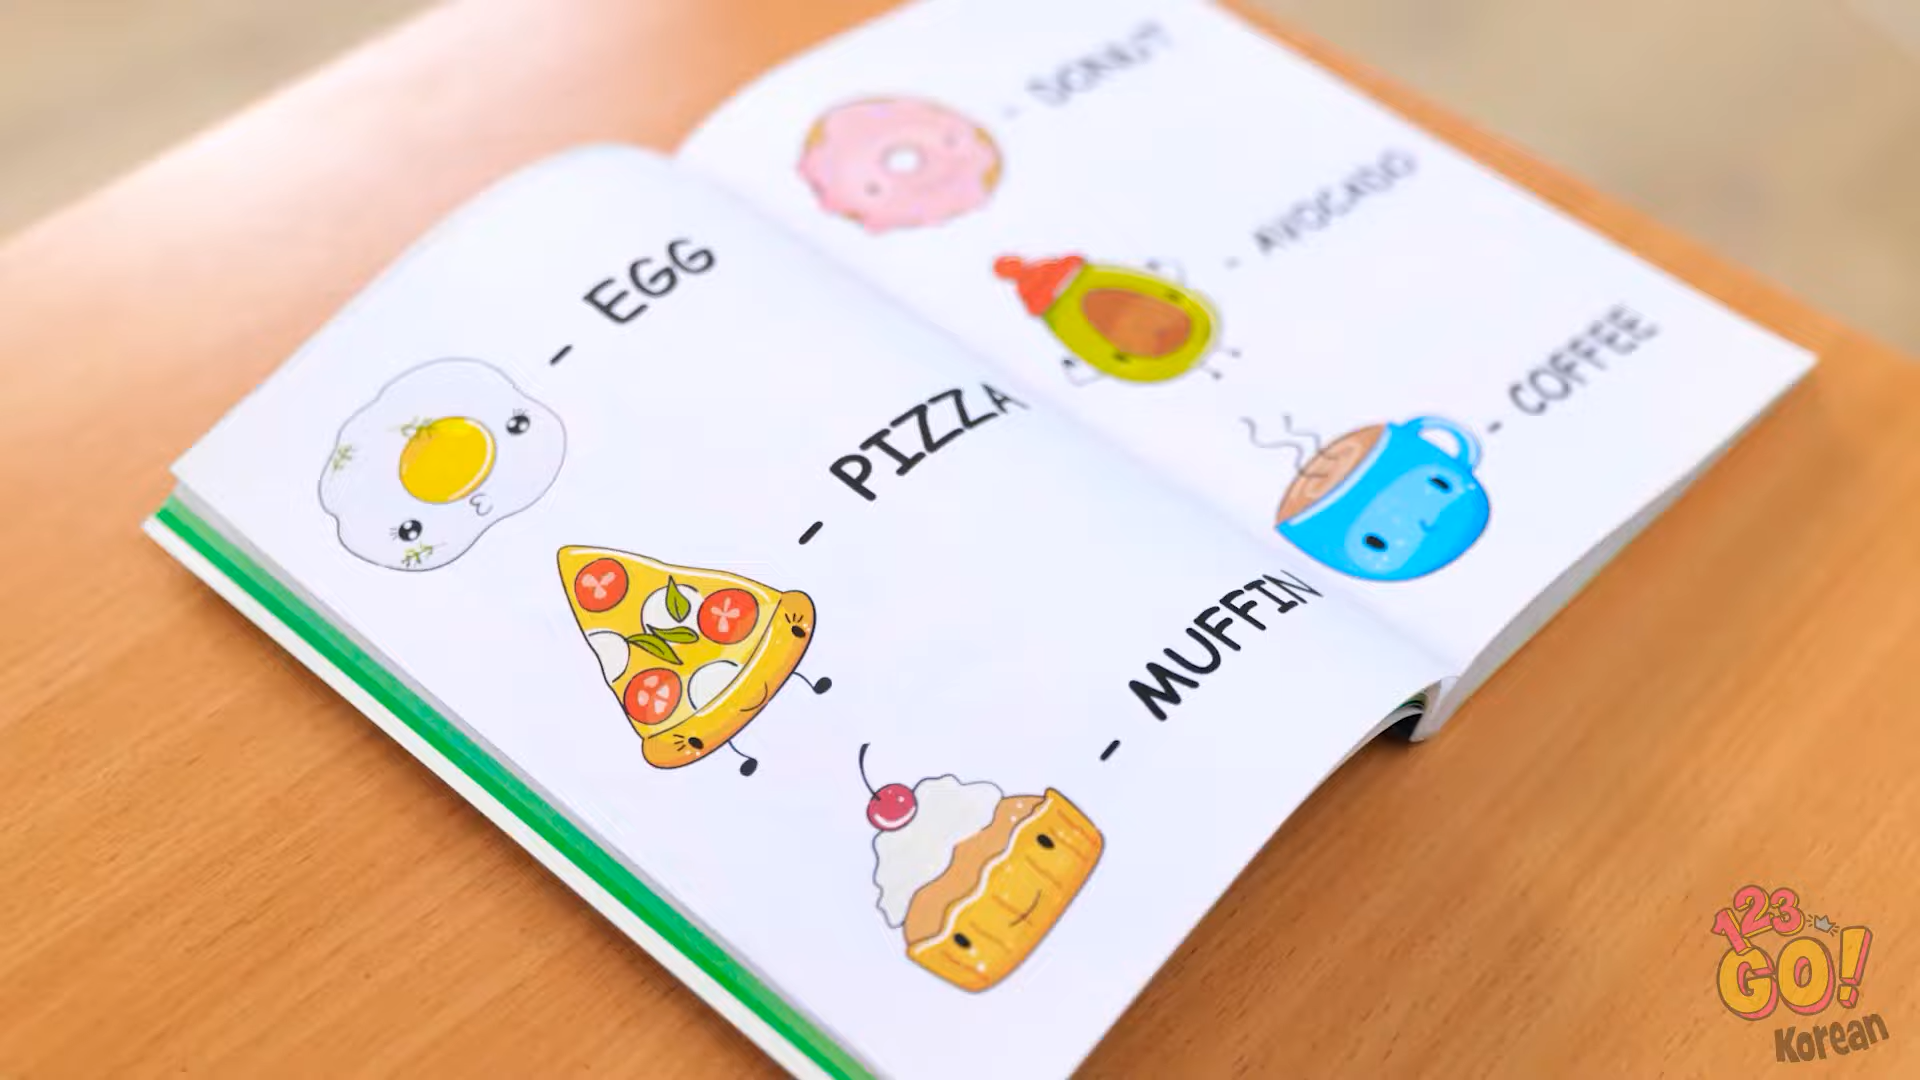 - EGG
- PIZZA
- MUFFIN
- DONUT
- AVOCADO
- COFFEE
123
GO!
Korean